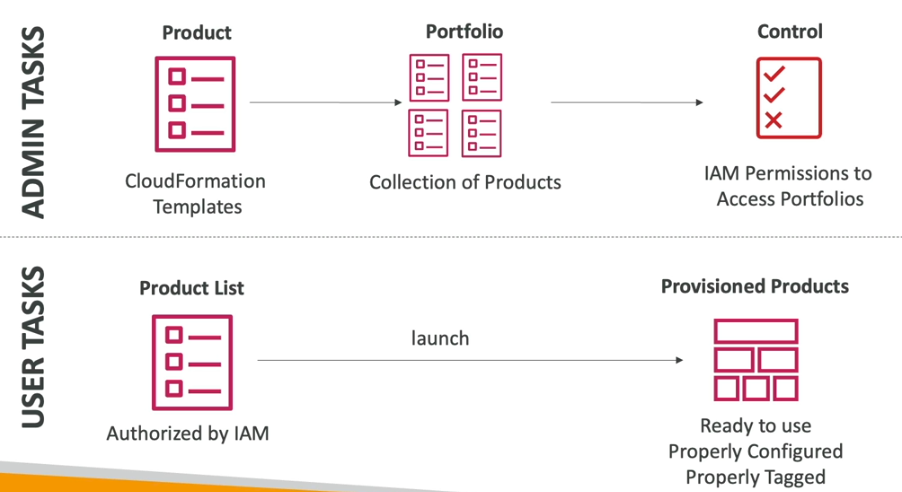 ADMIN TASKS
Product
Portfolio
Control
CloudFormation
Templates
Collection of Products
IAM Permissions to
Access Portfolios
USER TASKS
Product List
launch
Provisioned Products
Authorized by IAM
Ready to use
Properly Configured
Properly Tagged